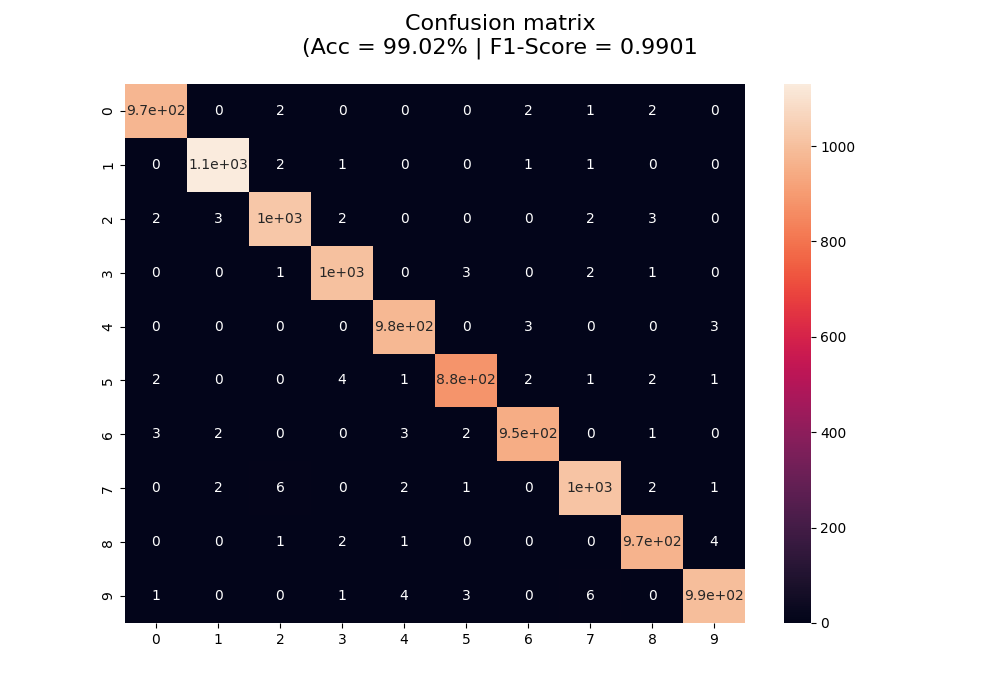 Confusion matrix
(Acc = 99.02% | F1-Score = 0.9901
0 9.7e+02 0 2 0 0 0 2 1 2 0
1 0 1.1e+03 2 1 0 0 1 1 0 0
2 2 3 1e+03 2 0 0 0 2 3 0
3 0 0 1 1e+03 0 3 0 2 1 0
4 0 0 0 0 9.8e+02 0 3 0 0 3
5 2 0 0 4 1 8.8e+02 2 1 2 1
6 3 2 0 0 3 2 9.5e+02 0 1 0
7 0 2 6 0 2 1 0 1e+03 2 1
8 0 0 1 2 1 0 0 0 9.7e+02 4
9 1 0 0 1 4 3 0 6 0 9.9e+02
0 1 2 3 4 5 6 7 8 9
1000
800
600
400
200
0